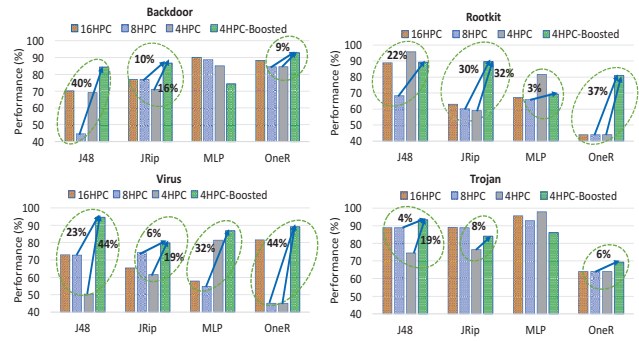 Backdoor
16HPC 8HPC 4HPC 4HPC-Boosted
Performance (%)
100
90
80
70
60
50
40
40%
10%
16%
9%
J48 JRip MLP OneR
Rootkit
16HPC 8HPC 4HPC 4HPC-Boosted
Performance (%)
100
90
80
70
60
50
40
22%
30%
32%
3%
37%
J48 JRip MLP OneR
Virus
16HPC 8HPC 4HPC 4HPC-Boosted
Performance (%)
100
90
80
70
60
50
40
23%
44%
6%
19%
32%
44%
J48 JRip MLP OneR
Trojan
16HPC 8HPC 4HPC 4HPC-Boosted
Performance (%)
100
90
80
70
60
50
40
4%
19%
8%
6%
J48 JRip MLP OneR